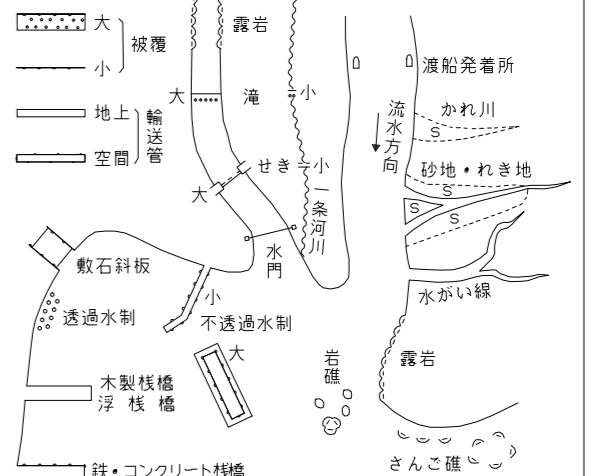 大
小
被覆
地上
空間
輸送管
露岩
大
滝
小
せき
小
大
一条河川
水門
渡船発着所
流水方向
かれ川
S
砂地・れき地
S
S
S
水がい線
敷石斜板
透過水制
小
不透過水制
大
木製桟橋
浮桟橋
鉄・コンクリート桟橋
岩礁
露岩
さんご礁